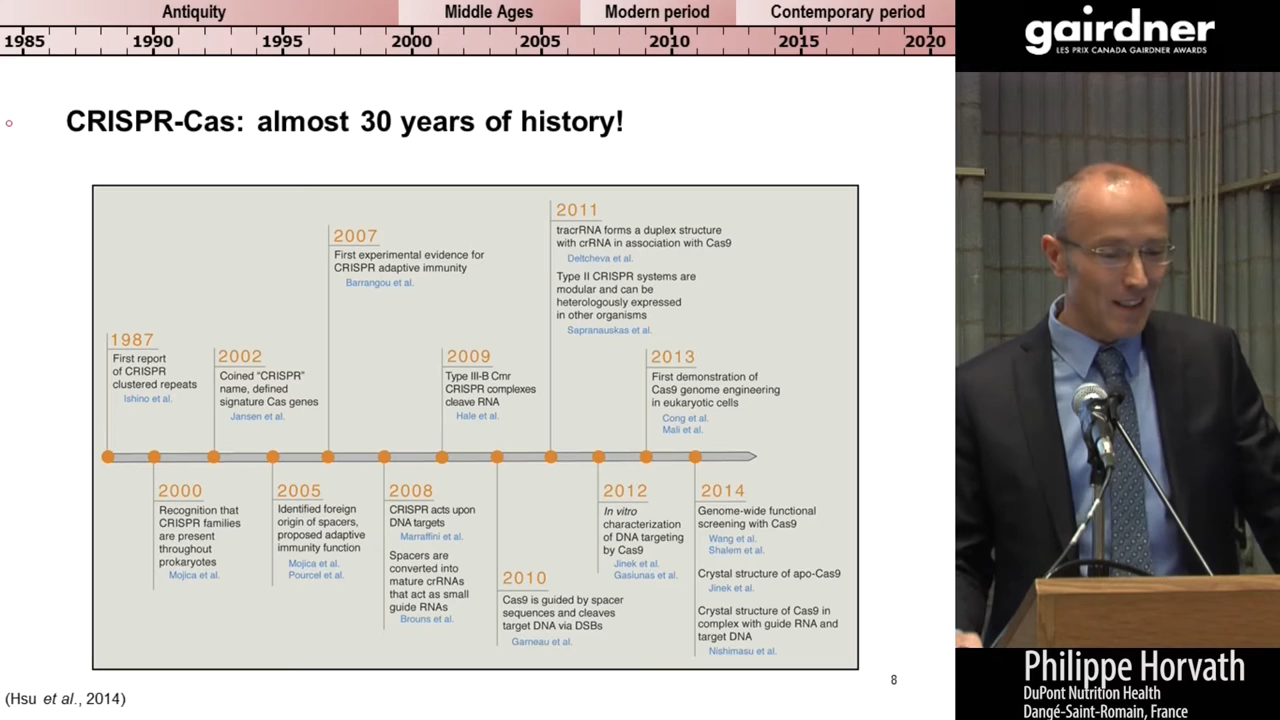 Antiquity
Middle Ages
Modern period
Contemporary period
1985
1990
1995
2000
2005
2010
2015
2020
CRISPR-Cas: almost 30 years of history!
1987
First report
of CRISPR
clustered repeats
Ishino et al.
2000
Recognition that
CRISPR families
are present
throughout
prokaryotes
Mojica et al.
2002
Coined “CRISPR”
name, defined
signature Cas genes
Jansen et al.
2005
Identified foreign
origin of spacers,
proposed adaptive
immunity function
Mojica et al.
Pourcel et al.
2007
First experimental evidence for
CRISPR adaptive immunity
Barrangou et al.
2008
CRISPR acts upon
DNA targets
Marraffini et al.
Spacers are
converted into
mature crRNAs
that act as small
guide RNAs
Brouns et al.
2009
Type III-B Cmr
CRISPR complexes
cleave RNA
Hale et al.
2010
Cas9 is guided by spacer
sequences and cleaves
target DNA via DSBs
Garneau et al.
2011
tracrRNA forms a duplex structure
with crRNA in association with Cas9
Deltcheva et al.
Type II CRISPR systems are
modular and can be
heterologously expressed
in other organisms
Sapranauskas et al.
2012
In vitro
characterization
of DNA targeting
by Cas9
Jinek et al.
Gasiunas et al.
2013
First demonstration of
Cas9 genome engineering
in eukaryotic cells
Cong et al.
Mali et al.
2014
Genome-wide functional
screening with Cas9
Wang et al.
Shalem et al.
Crystal structure of apo-Cas9
Jinek et al.
Crystal structure of Cas9 in
complex with guide RNA and
target DNA
Nishimasu et al.
8
(Hsu et al., 2014)
gairdner
LES PRIX CANADA GAIRDNER AWARDS
Philippe Horvath
DuPont Nutrition Health
Dangé-Saint-Romain, France